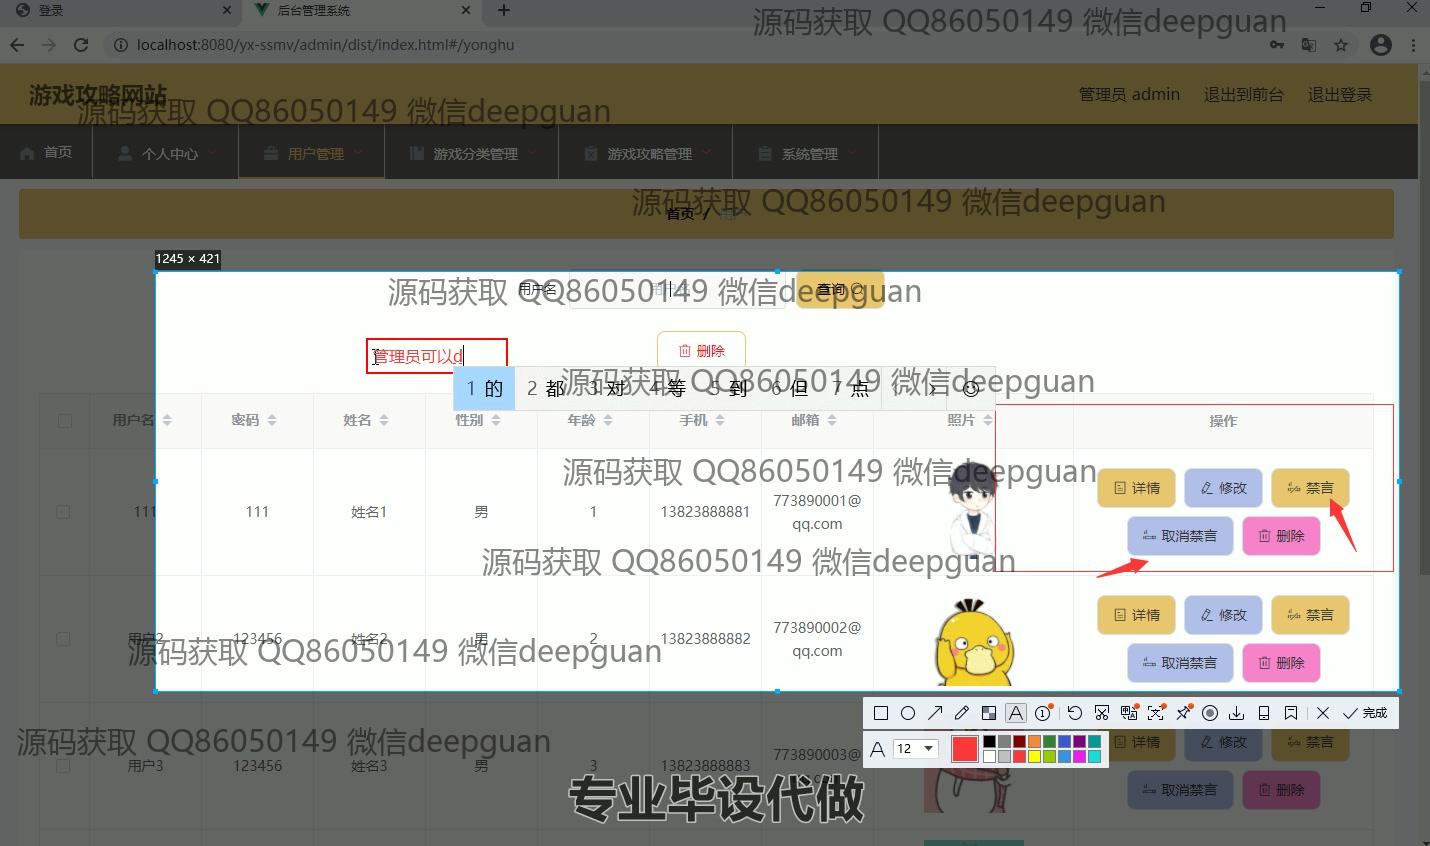 登录
后台管理系统
localhost:8080/yx-ssmv/admin/dist/index.html#/yonghu
源码获取 QQ86050149 微信deepguan
游戏攻略网站
源码获取 QQ86050149 微信deepguan
管理员 admin 退出到前台 退出登录
首页 个人中心 用户管理 游戏分类管理 游戏攻略管理 系统管理
源码获取 QQ86050149 微信deepguan
首页 /
1245 × 421
用户名 用户名 查询
源码获取 QQ86050149 微信deepguan
管理员可以d
删除
1 的 2 都 3 对 4 等 5 到 6 但 7 点
源码获取 QQ86050149 微信deepguan
用户名 密码 姓名 性别 年龄 手机 邮箱 照片 操作
源码获取 QQ86050149 微信deepguan
111 111 姓名1 男 1 13823888881 773890001@
qq.com
详情 修改 禁言
取消禁言 删除
源码获取 QQ86050149 微信deepguan
用户2 123456 姓名2 男 2 13823888882 773890002@
qq.com
详情 修改 禁言
取消禁言 删除
源码获取 QQ86050149 微信deepguan
完成
12
源码获取 QQ86050149 微信deepguan
用户3 123456 姓名3 男 3 13823888883 773890003@
详情 修改 禁言
取消禁言 删除
专业毕设代做